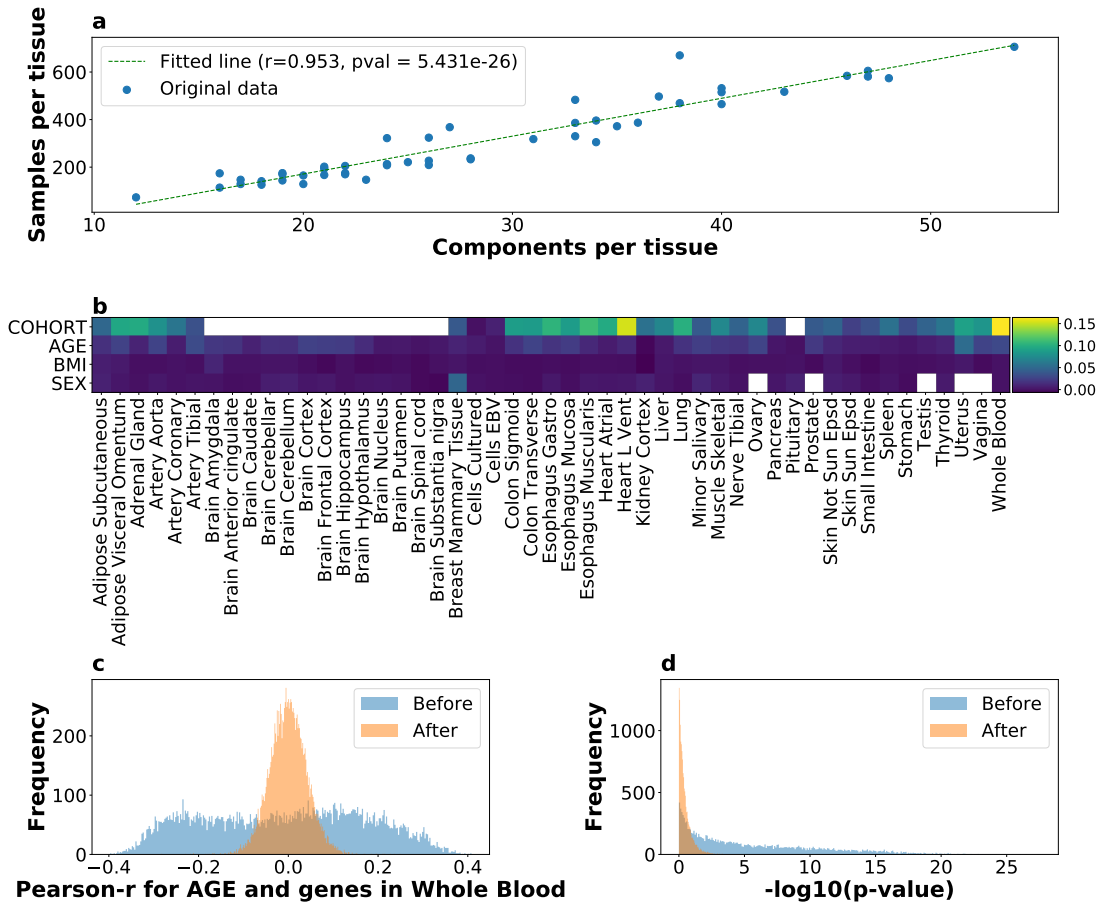 a
Samples per tissue
600
400
200
Fitted line (r=0.953, pval = 5.431e-26)
Original data
10
20
30
40
50
Components per tissue
b
COHORT
AGE
BMI
SEX
0.15
0.10
0.05
0.00
Adipose Subcutaneous
Adipose Visceral Omentum
Adrenal Gland
Artery Aorta
Artery Coronary
Artery Tibial
Brain Amygdala
Brain Anterior cingulate
Brain Caudate
Brain Cerebellar
Brain Cerebellum
Brain Cortex
Brain Frontal Cortex
Brain Hippocampus
Brain Hypothalamus
Brain Nucleus
Brain Putamen
Brain Spinal cord
Brain Substantia nigra
Breast Mammary Tissue
Cells Cultured
Cells EBV
Colon Sigmoid
Colon Transverse
Esophagus Gastro
Esophagus Mucosa
Esophagus Muscularis
Heart Atrial
Heart L Vent
Kidney Cortex
Liver
Lung
Minor Salivary
Muscle Skeletal
Nerve Tibial
Ovary
Pancreas
Pituitary
Prostate
Skin Not Sun Epsd
Skin Sun Epsd
Small Intestine
Spleen
Stomach
Testis
Thyroid
Uterus
Vagina
Whole Blood
c
Frequency
200
100
0
Before
After
−0.4
−0.2
0.0
0.2
0.4
Pearson-r for AGE and genes in Whole Blood
d
Frequency
1000
500
0
Before
After
0
5
10
15
20
25
-log10(p-value)